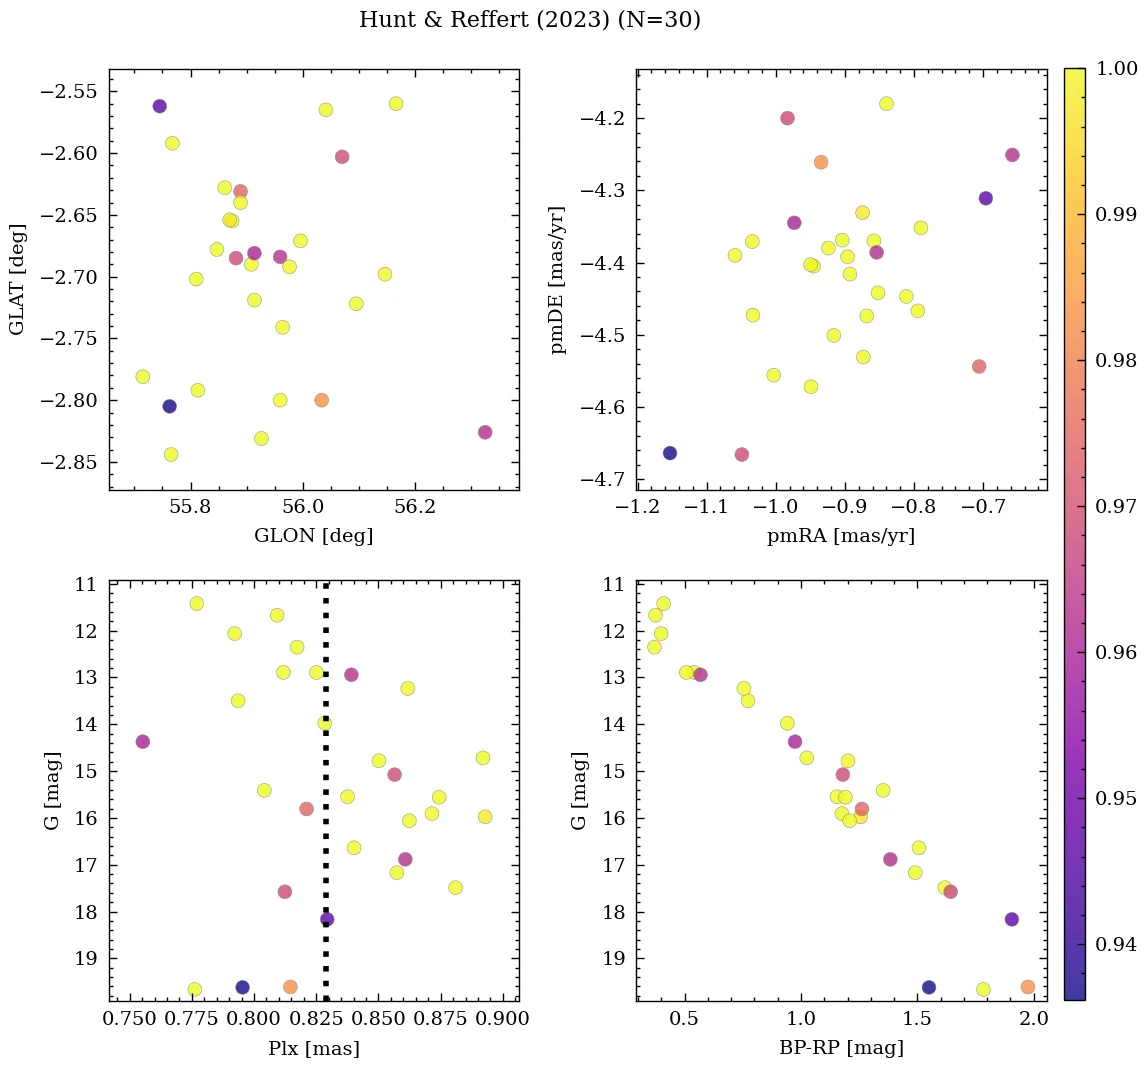 Hunt & Reffert (2023) (N=30)
−2.55
−2.60
−2.65
−2.70
−2.75
−2.80
−2.85
GLAT [deg]
55.8 56.0 56.2
GLON [deg]
−4.2
−4.3
−4.4
−4.5
−4.6
−4.7
pmDE [mas/yr]
−1.2 −1.1 −1.0 −0.9 −0.8 −0.7
pmRA [mas/yr]
11
12
13
14
15
16
17
18
19
G [mag]
0.750 0.775 0.800 0.825 0.850 0.875 0.900
Plx [mas]
11
12
13
14
15
16
17
18
19
G [mag]
0.5 1.0 1.5 2.0
BP-RP [mag]
1.00
0.99
0.98
0.97
0.96
0.95
0.94